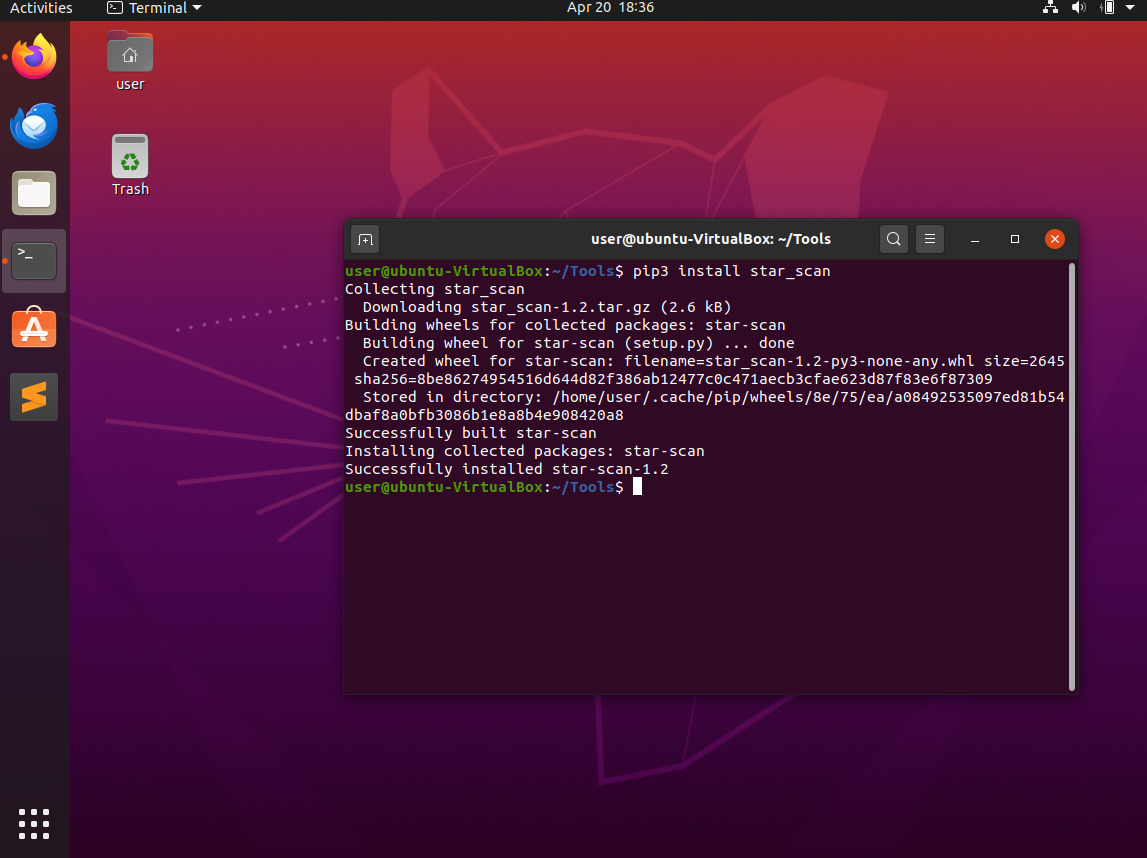 Activities
Terminal
Apr 20 18:36
user
Trash
user@ubuntu-VirtualBox: ~/Tools
user@ubuntu-VirtualBox:~/Tools$ pip3 install star_scan
Collecting star_scan
  Downloading star_scan-1.2.tar.gz (2.6 kB)
Building wheels for collected packages: star-scan
  Building wheel for star-scan (setup.py) ... done
  Created wheel for star-scan: filename=star_scan-1.2-py3-none-any.whl size=2645
 sha256=8be86274954516d644d82f386ab12477c0c471aecb3cfae623d87f83e6f87309
  Stored in directory: /home/user/.cache/pip/wheels/8e/75/ea/a08492535097ed81b54
dbaf8a0bfb3086b1e8a8b4e908420a8
Successfully built star-scan
Installing collected packages: star-scan
Successfully installed star-scan-1.2
user@ubuntu-VirtualBox:~/Tools$